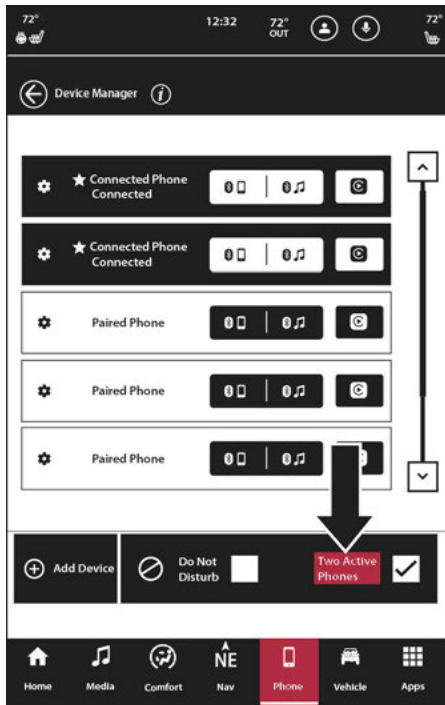 72°
12:32
72°
OUT
72°
Device Manager
i
Connected Phone
Connected
Connected Phone
Connected
Paired Phone
Paired Phone
Paired Phone
Add Device
Do Not
Disturb
Two Active
Phones
NE
Home
Media
Comfort
Nav
Phone
Vehicle
Apps